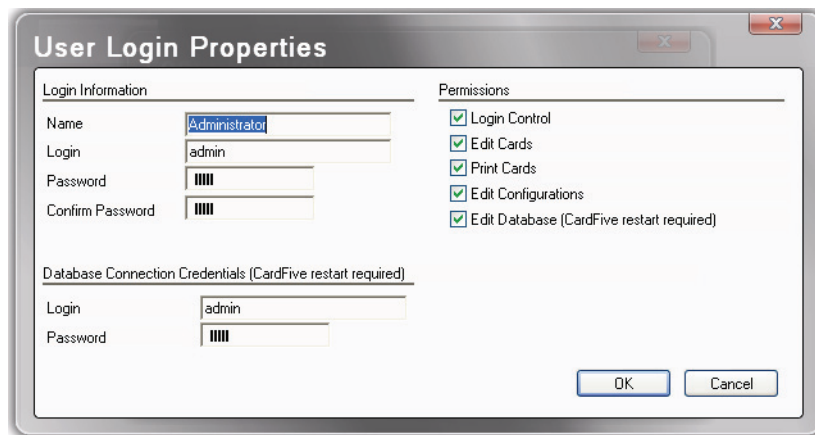 User Login Properties
Login Information
Name
Administrator
Login
admin
Password
Confirm Password
Database Connection Credentials (CardFive restart required)
Login
admin
Password
Permissions
Login Control
Edit Cards
Print Cards
Edit Configurations
Edit Database (CardFive restart required)
OK
Cancel